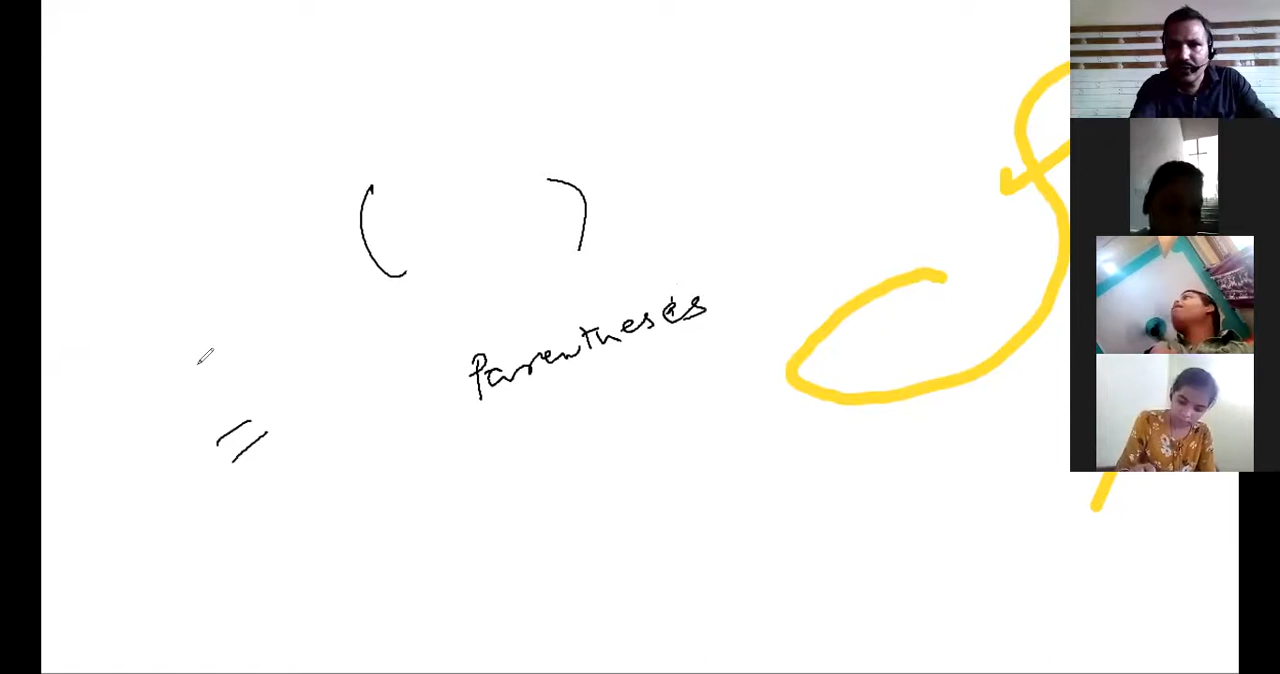 ( )
Parentheses
=